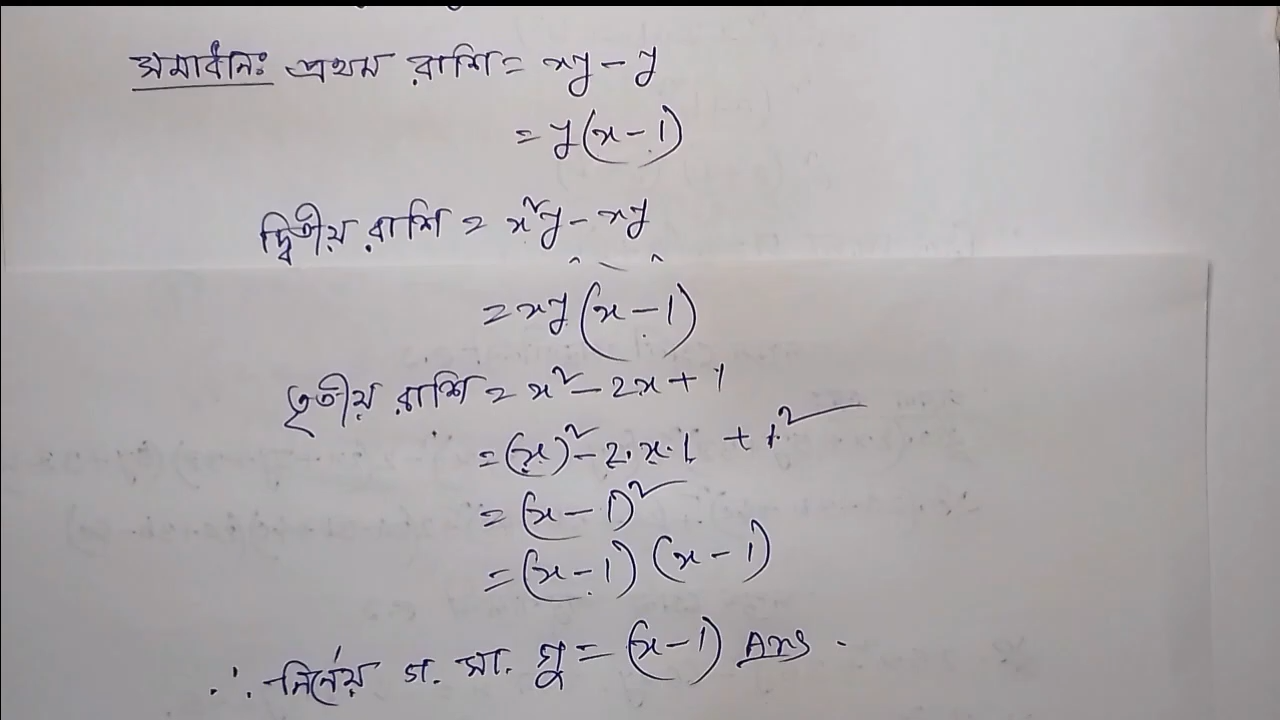 সমাধানঃ প্রথম রাশি = xy - y
= y(x - 1)
দ্বিতীয় রাশি = x²y - xy
= xy(x - 1)
তৃতীয় রাশি = x² - 2x + 1
= (x)² - 2.x.1 + 1²
= (x - 1)²
= (x - 1) (x - 1)
∴ নির্ণেয় গ. সা. গু = (x - 1) Ans.